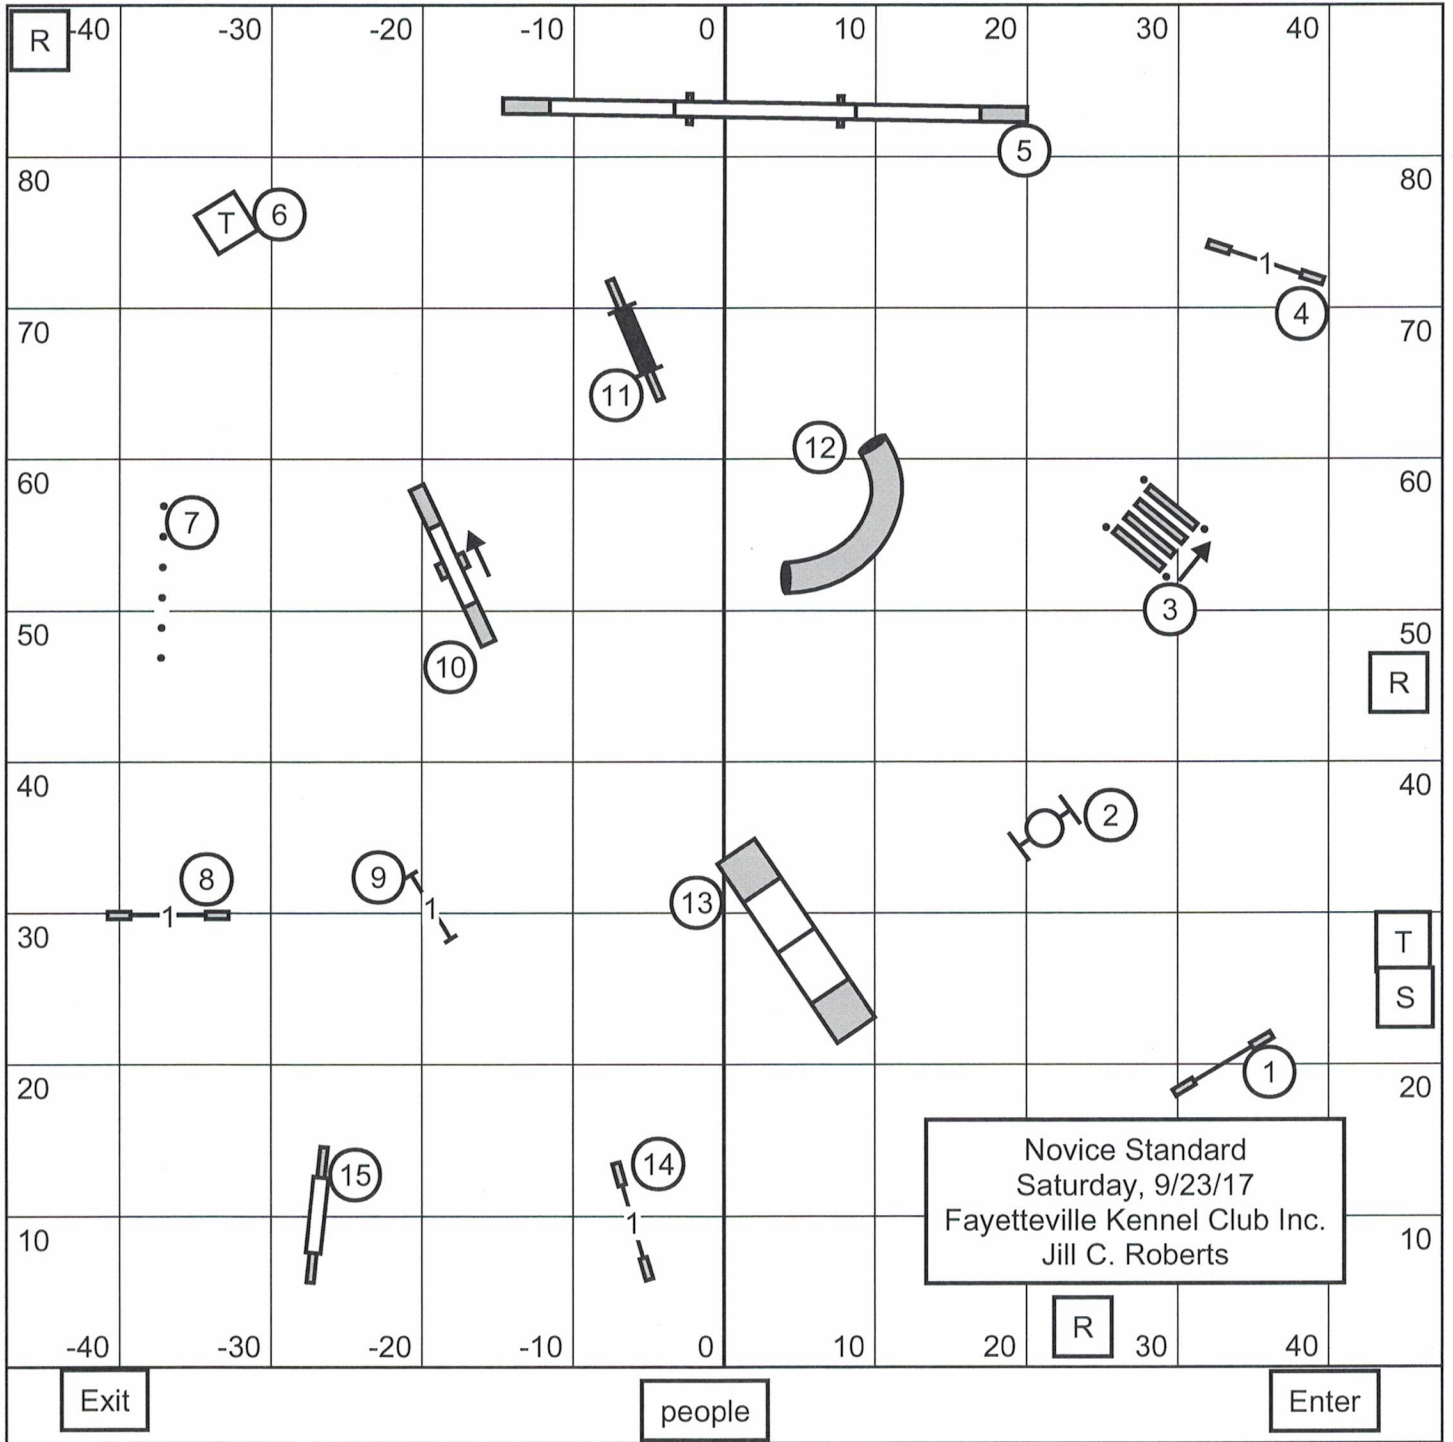 R
-40 -30 -20 -10 0 10 20 30 40
5
80 80
T 6
1
4
70 70
11
12
60 60
7
3
50 50
10
R
40 40
2
8 9
13
1 1
30 30
T
S
1
20 20
Novice Standard
Saturday, 9/23/17
Fayetteville Kennel Club Inc.
Jill C. Roberts
14
15
1
10 10
R
-40 -30 -20 -10 0 10 20 30 40
Exit people Enter